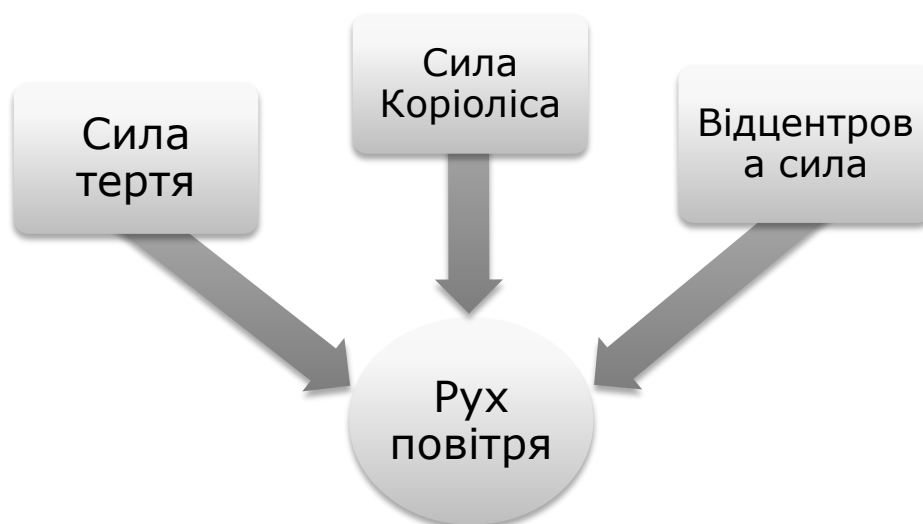 Сила
тертя
Сила
Коріоліса
Відцентров
а сила
Рух
повітря